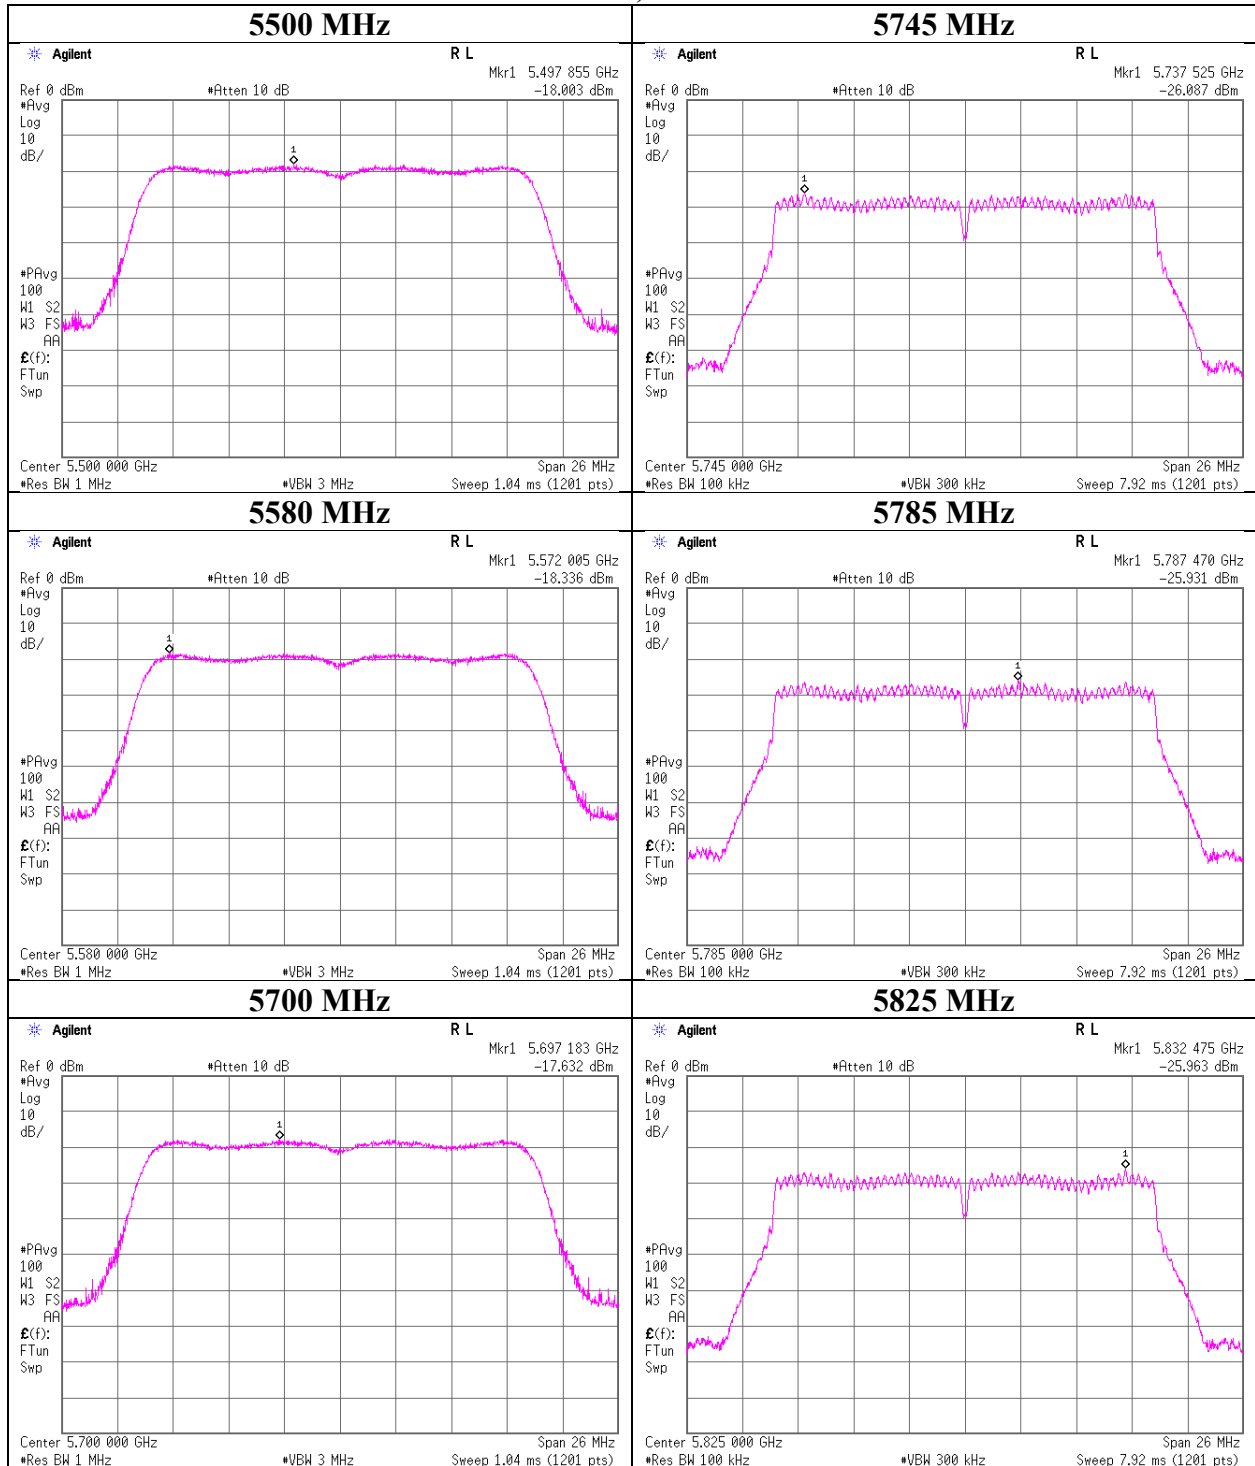 5500 MHz
Agilent R L
Mkr1 5.497 855 GHz
Ref 0 dBm #Atten 10 dB -18.003 dBm
#Avg
Log
10
dB/
1
#PAvg
100
W1 S2
W3 FS
AA
£(f):
FTun
Swp
Center 5.500 000 GHz Span 26 MHz
#Res BW 1 MHz #VBW 3 MHz Sweep 1.04 ms (1201 pts)
5745 MHz
Agilent R L
Mkr1 5.737 525 GHz
Ref 0 dBm #Atten 10 dB -26.087 dBm
#Avg
Log
10
dB/
1
#PAvg
100
W1 S2
W3 FS
AA
£(f):
FTun
Swp
Center 5.745 000 GHz Span 26 MHz
#Res BW 100 kHz #VBW 300 kHz Sweep 7.92 ms (1201 pts)
5580 MHz
Agilent R L
Mkr1 5.572 005 GHz
Ref 0 dBm #Atten 10 dB -18.336 dBm
#Avg
Log
10
dB/
1
#PAvg
100
W1 S2
W3 FS
AA
£(f):
FTun
Swp
Center 5.580 000 GHz Span 26 MHz
#Res BW 1 MHz #VBW 3 MHz Sweep 1.04 ms (1201 pts)
5785 MHz
Agilent R L
Mkr1 5.787 470 GHz
Ref 0 dBm #Atten 10 dB -25.931 dBm
#Avg
Log
10
dB/
1
#PAvg
100
W1 S2
W3 FS
AA
£(f):
FTun
Swp
Center 5.785 000 GHz Span 26 MHz
#Res BW 100 kHz #VBW 300 kHz Sweep 7.92 ms (1201 pts)
5700 MHz
Agilent R L
Mkr1 5.697 183 GHz
Ref 0 dBm #Atten 10 dB -17.632 dBm
#Avg
Log
10
dB/
1
#PAvg
100
W1 S2
W3 FS
AA
£(f):
FTun
Swp
Center 5.700 000 GHz Span 26 MHz
#Res BW 1 MHz #VBW 3 MHz Sweep 1.04 ms (1201 pts)
5825 MHz
Agilent R L
Mkr1 5.832 475 GHz
Ref 0 dBm #Atten 10 dB -25.963 dBm
#Avg
Log
10
dB/
1
#PAvg
100
W1 S2
W3 FS
AA
£(f):
FTun
Swp
Center 5.825 000 GHz Span 26 MHz
#Res BW 100 kHz #VBW 300 kHz Sweep 7.92 ms (1201 pts)